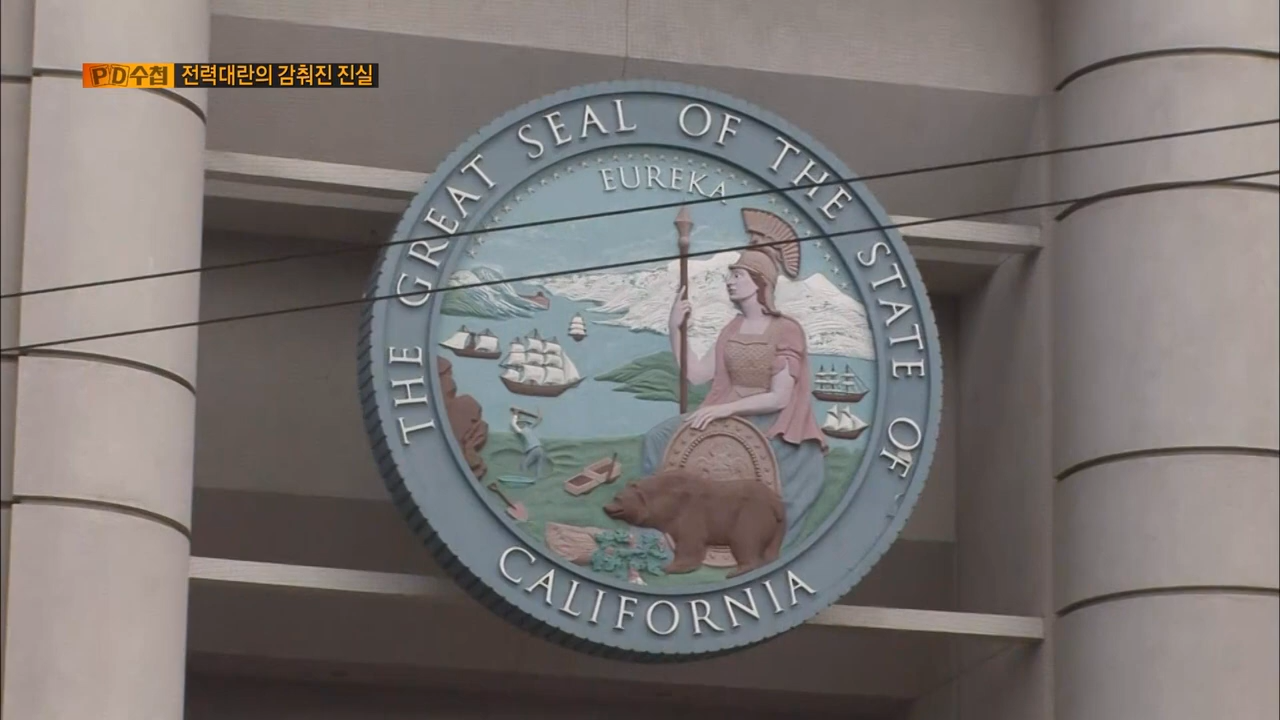 PD수첩 전력대란의 감춰진 진실
THE GREAT SEAL OF THE STATE OF
EUREKA
CALIFORNIA